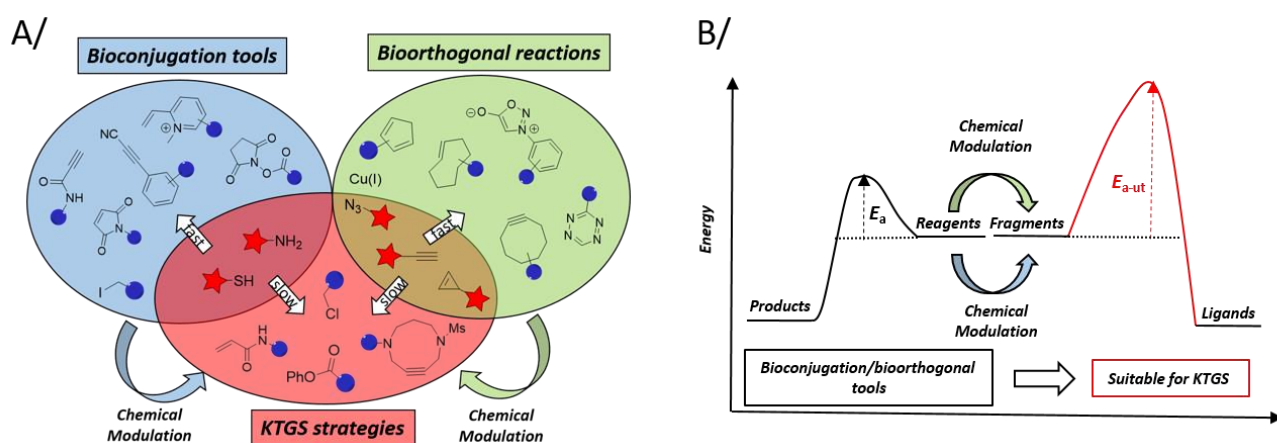 A/
Bioconjugation tools
Bioorthogonal reactions
NC
N
⊕
Me
O
NH
O
N
O
O
O
O
N
O
I
⊖O
O
N
N
⊕
Cu(I)
N3
N
N
N
N
fast
NH2
SH
slow
fast
slow
Cl
H
N
O
O
PhO
N
N
Ms
Chemical
Modulation
KTGS strategies
Chemical
Modulation
B/
Energy
Products
Ea
Reagents
Fragments
Chemical
Modulation
Chemical
Modulation
Ea-ut
Ligands
Bioconjugation/bioorthogonal
tools
Suitable for KTGS